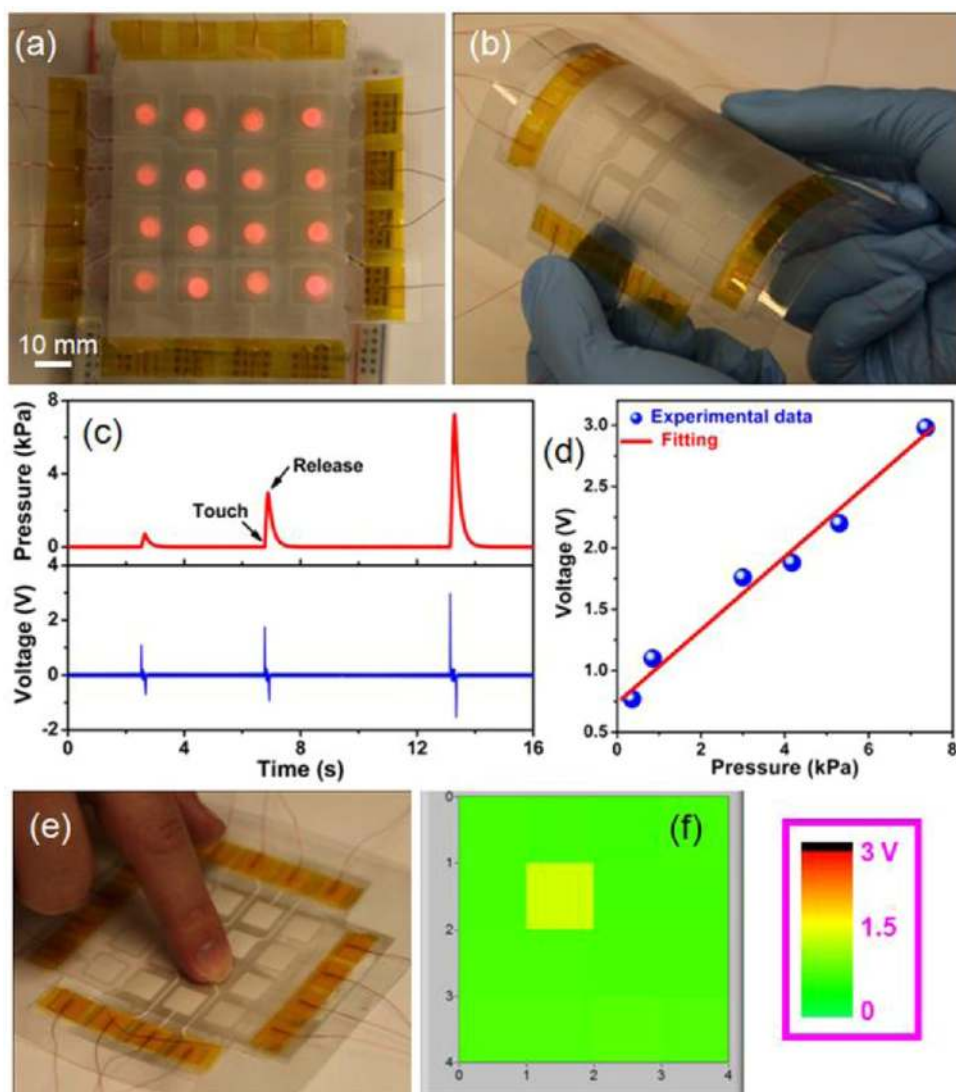 (a)
10 mm
(b)
(c)
Pressure (kPa)
8
4
0
Touch
Release
Voltage (V)
4
2
0
-2
0 4 8 12 16
Time (s)
(d)
Experimental data
Fitting
Voltage (V)
3.0
2.5
2.0
1.5
1.0
0.5
0 2 4 6 8
Pressure (kPa)
(e)
(f)
0
1
2
3
4
0 1 2 3 4
3 V
1.5
0